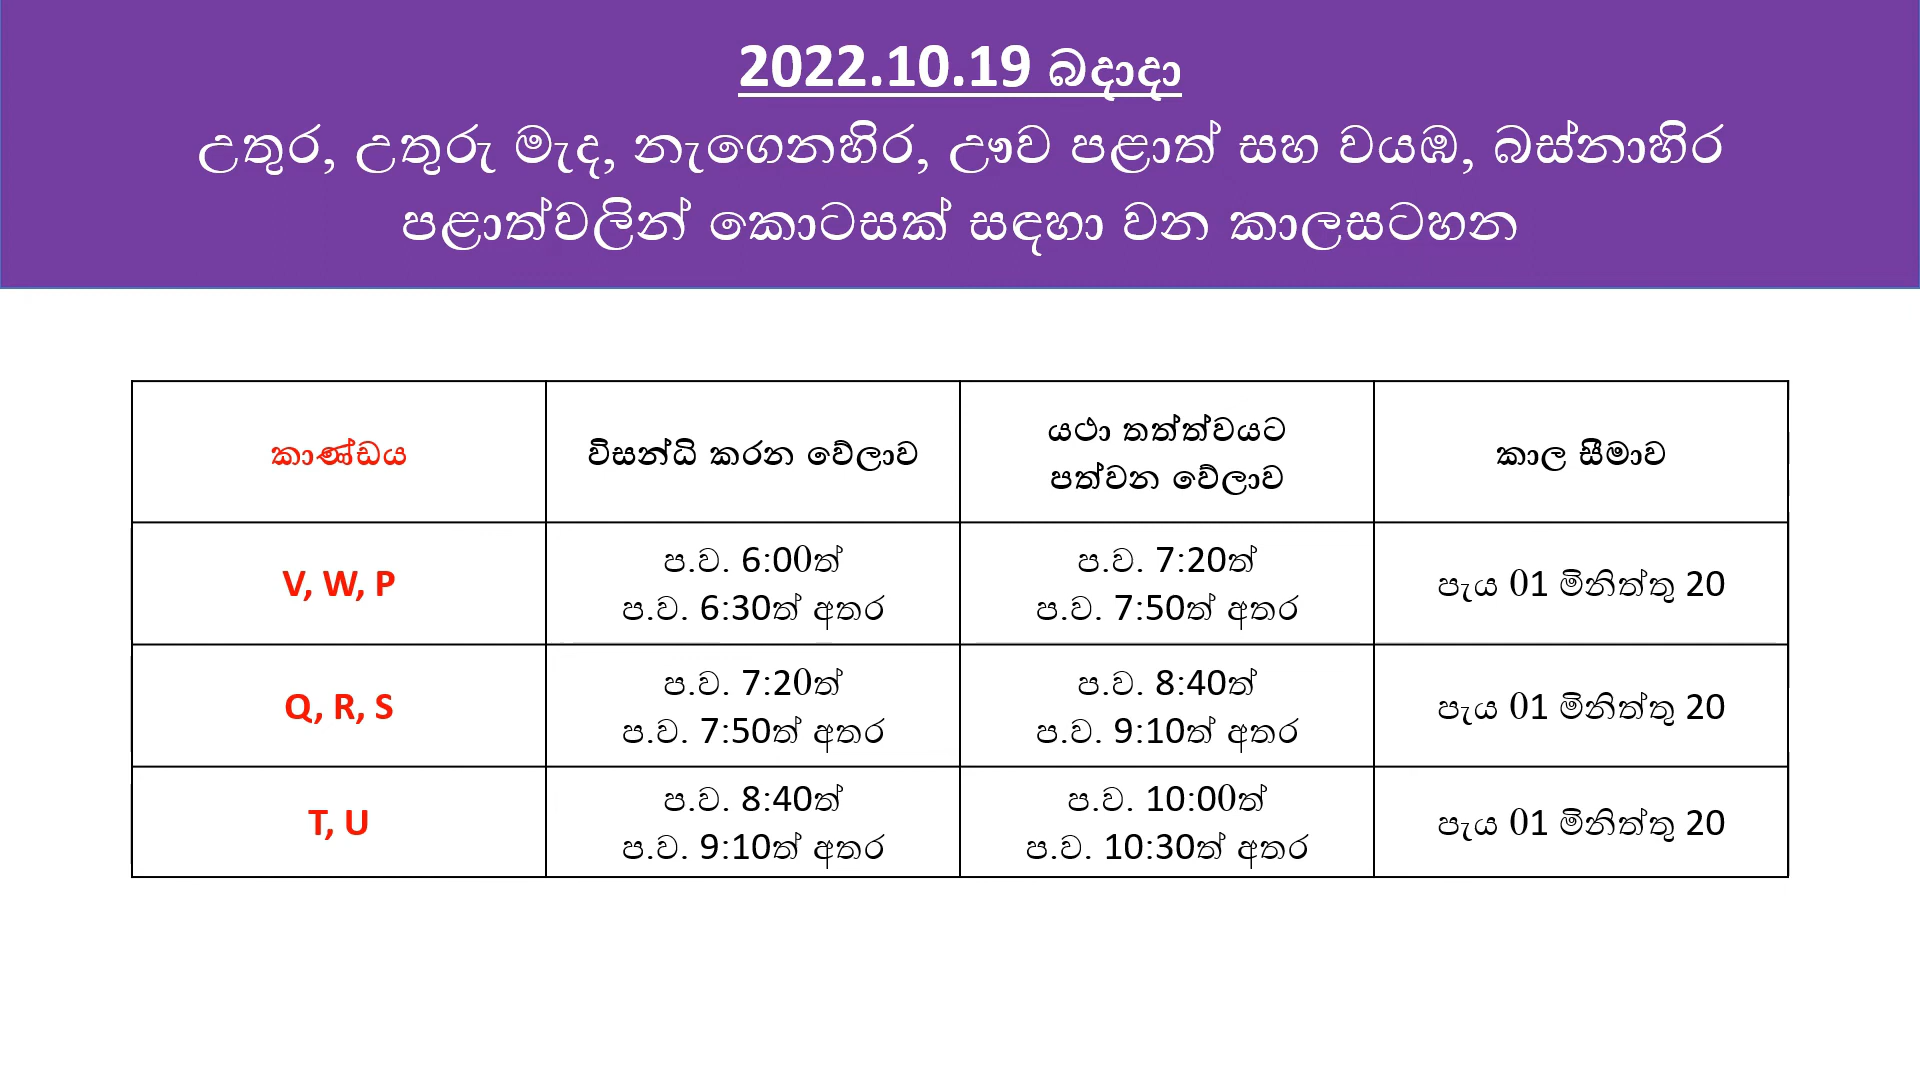 2022.10.19 බදාදා
උතුර, උතුරු මැද, නැගෙනහිර, ඌව පළාත් සහ වයඹ, බස්නාහිර
පළාත්වලින් කොටසක් සඳහා වන කාලසටහන
කාණ්ඩය
විසන්ධි කරන වේලාව
යථා තත්ත්වයට
පත්වන වේලාව
කාල සීමාව
V, W, P
ප.ව. 6:00ත්
ප.ව. 6:30ත් අතර
ප.ව. 7:20ත්
ප.ව. 7:50ත් අතර
පැය 01 මිනිත්තු 20
Q, R, S
ප.ව. 7:20ත්
ප.ව. 7:50ත් අතර
ප.ව. 8:40ත්
ප.ව. 9:10ත් අතර
පැය 01 මිනිත්තු 20
T, U
ප.ව. 8:40ත්
ප.ව. 9:10ත් අතර
ප.ව. 10:00ත්
ප.ව. 10:30ත් අතර
පැය 01 මිනිත්තු 20